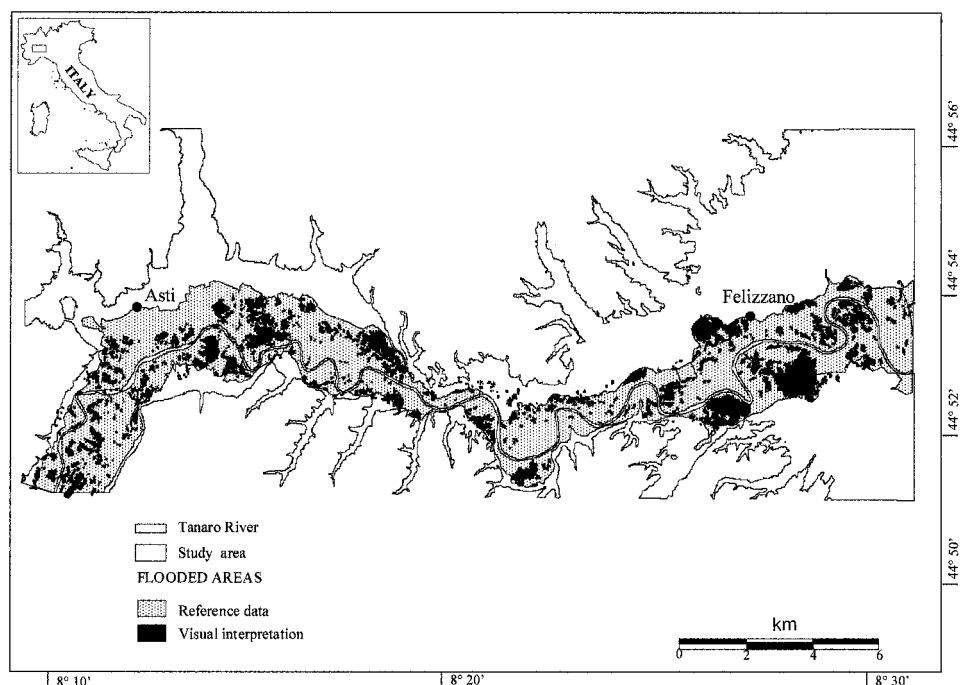 ITALY
44° 56'
44° 54'
44° 52'
44° 50'
Asti
Felizzano
Tanaro River
Study area
FLOODED AREAS
Reference data
Visual interpretation
km
0 2 4 6
8° 10' 8° 20' 8° 30'